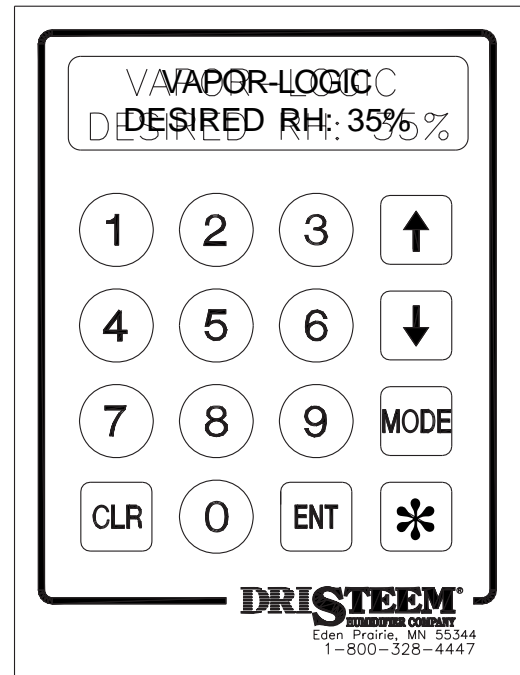 VAPOR-LOGIC
DESIRED RH: 35%
1 2 3 ↑
4 5 6 ↓
7 8 9 MODE
CLR 0 ENT *
DRISTEEM®
HUMIDIFIER COMPANY
Eden Prairie, MN 55344
1-800-328-4447